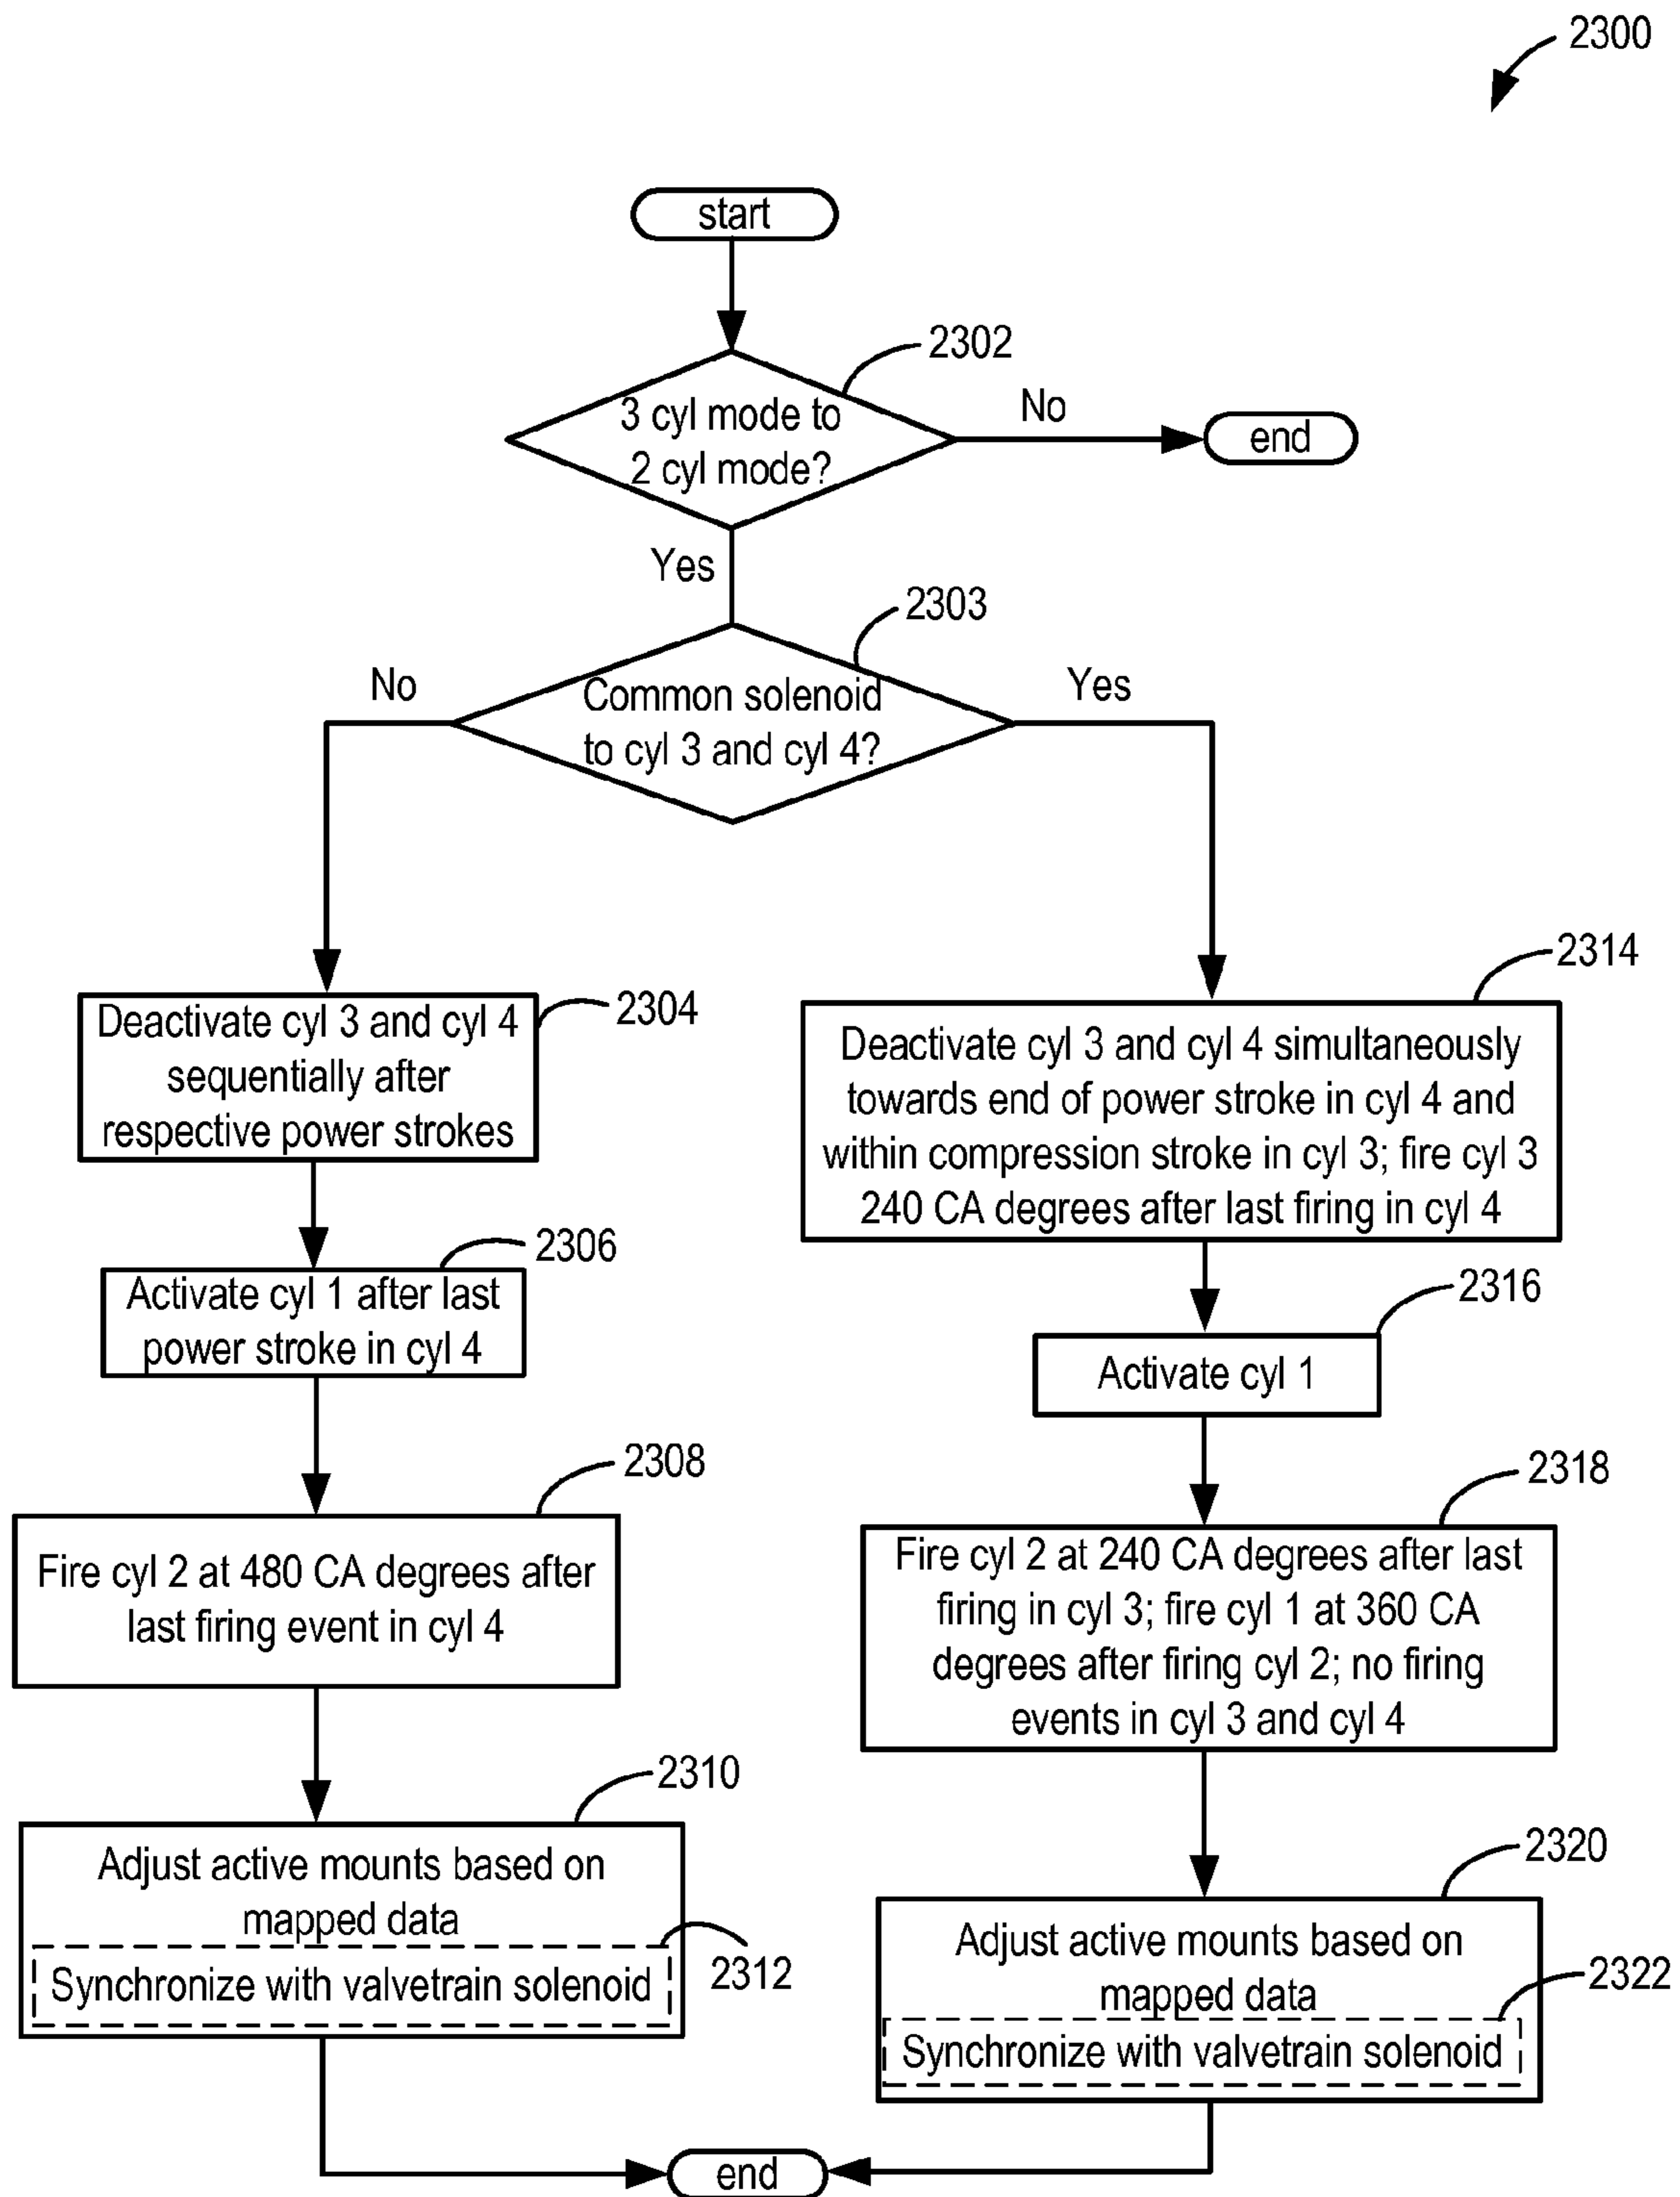 2300
start
2302
3 cyl mode to
2 cyl mode?
No
end
Yes
2303
No
Common solenoid
to cyl 3 and cyl 4?
Yes
2304
Deactivate cyl 3 and cyl 4
sequentially after
respective power strokes
2306
Activate cyl 1 after last
power stroke in cyl 4
2308
Fire cyl 2 at 480 CA degrees after
last firing event in cyl 4
2310
Adjust active mounts based on
mapped data
2312
Synchronize with valvetrain solenoid
2314
Deactivate cyl 3 and cyl 4 simultaneously
towards end of power stroke in cyl 4 and
within compression stroke in cyl 3; fire cyl 3
240 CA degrees after last firing in cyl 4
2316
Activate cyl 1
2318
Fire cyl 2 at 240 CA degrees after last
firing in cyl 3; fire cyl 1 at 360 CA
degrees after firing cyl 2; no firing
events in cyl 3 and cyl 4
2320
Adjust active mounts based on
mapped data
2322
Synchronize with valvetrain solenoid
end